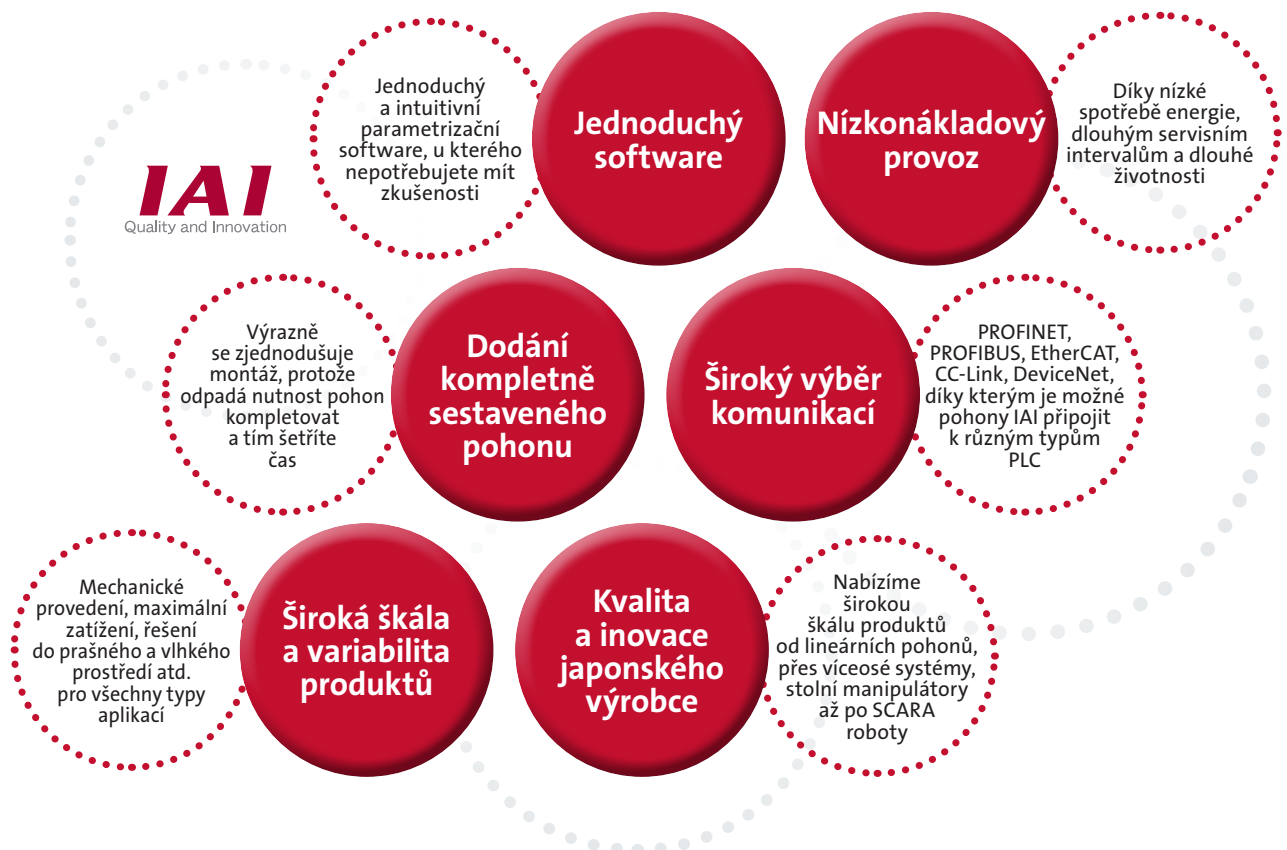 IAI
Quality and Innovation
Jednoduchý
a intuitivní
parametrizační
software, u kterého
nepotřebujete mít
zkušenosti
Jednoduchý
software
Nízkonákladový
provoz
Díky nízké
spotřebě energie,
dlouhým servisním
intervalům a dlouhé
životnosti
Výrazně
se zjednodušuje
montáž, protože
odpadá nutnost pohon
kompletovat
a tím šetříte
čas
Dodání
kompletně
sestaveného
pohonu
Široký výběr
komunikací
PROFINET,
PROFIBUS, EtherCAT,
CC-Link, DeviceNet,
díky kterým je možné
pohony IAI připojit
k různým typům
PLC
Mechanické
provedení, maximální
zatížení, řešení
do prašného a vlhkého
prostředí atd.
pro všechny typy
aplikací
Široká škála
a variabilita
produktů
Kvalita
a inovace
japonského
výrobce
Nabízíme
širokou
škálu produktů
od lineárních pohonů,
přes víceosé systémy,
stolní manipulátory
až po SCARA
roboty